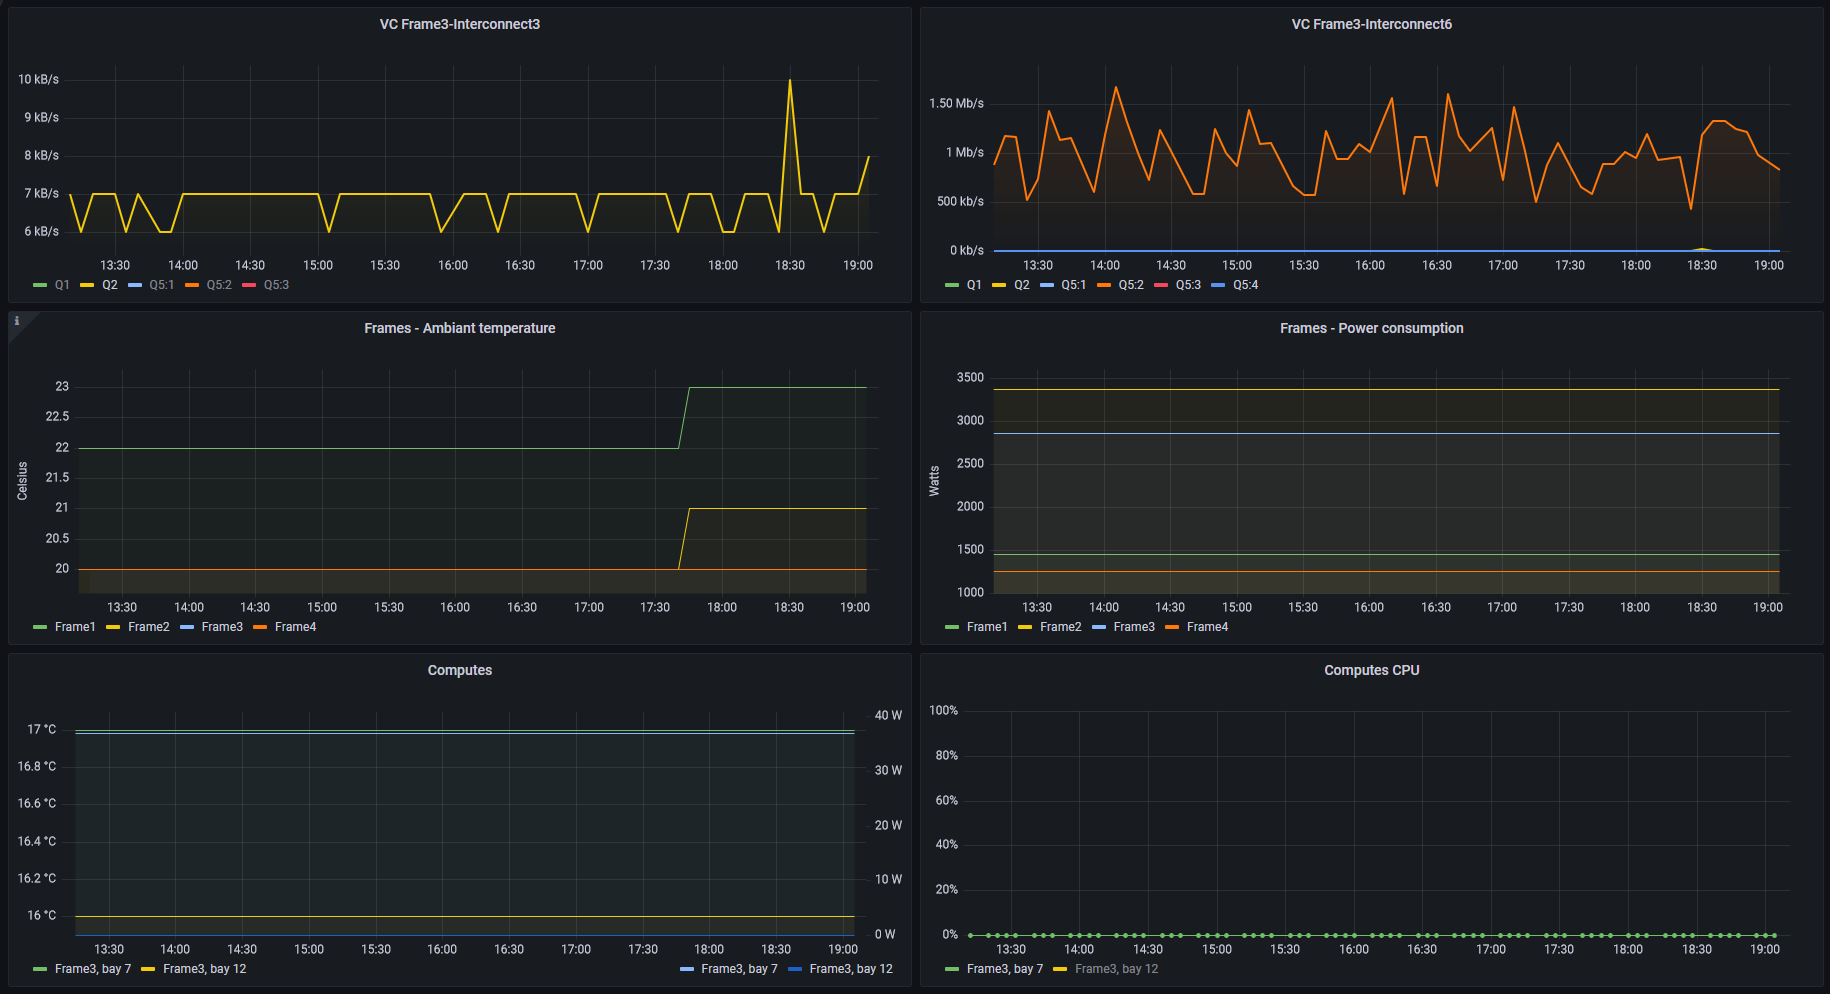 VC Frame3-Interconnect3
10 kB/s
9 kB/s
8 kB/s
7 kB/s
6 kB/s
13:30 14:00 14:30 15:00 15:30 16:00 16:30 17:00 17:30 18:00 18:30 19:00
Q1 Q2 Q5:1 Q5:2 Q5:3
VC Frame3-Interconnect6
1.50 Mb/s
1 Mb/s
500 kb/s
0 kb/s
13:30 14:00 14:30 15:00 15:30 16:00 16:30 17:00 17:30 18:00 18:30 19:00
Q1 Q2 Q5:1 Q5:2 Q5:3 Q5:4
i
Frames - Ambiant temperature
Celsius
23
22.5
22
21.5
21
20.5
20
13:30 14:00 14:30 15:00 15:30 16:00 16:30 17:00 17:30 18:00 18:30 19:00
Frame1 Frame2 Frame3 Frame4
Frames - Power consumption
Watts
3500
3000
2500
2000
1500
1000
13:30 14:00 14:30 15:00 15:30 16:00 16:30 17:00 17:30 18:00 18:30 19:00
Frame1 Frame2 Frame3 Frame4
Computes
17 °C
16.8 °C
16.6 °C
16.4 °C
16.2 °C
16 °C
40 W
30 W
20 W
10 W
0 W
13:30 14:00 14:30 15:00 15:30 16:00 16:30 17:00 17:30 18:00 18:30 19:00
Frame3, bay 7 Frame3, bay 12 Frame3, bay 7 Frame3, bay 12
Computes CPU
100%
80%
60%
40%
20%
0%
13:30 14:00 14:30 15:00 15:30 16:00 16:30 17:00 17:30 18:00 18:30 19:00
Frame3, bay 7 Frame3, bay 12